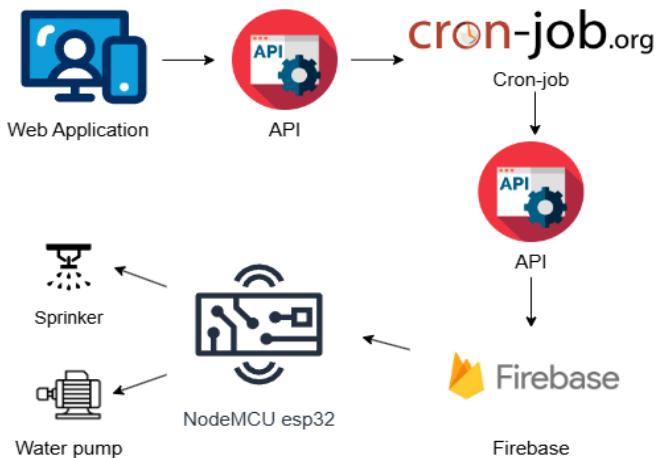 API
cron-job.org
Web Application
API
Cron-job
API
API
Sprinker
NodeMCU esp32
Firebase
Water pump
Firebase